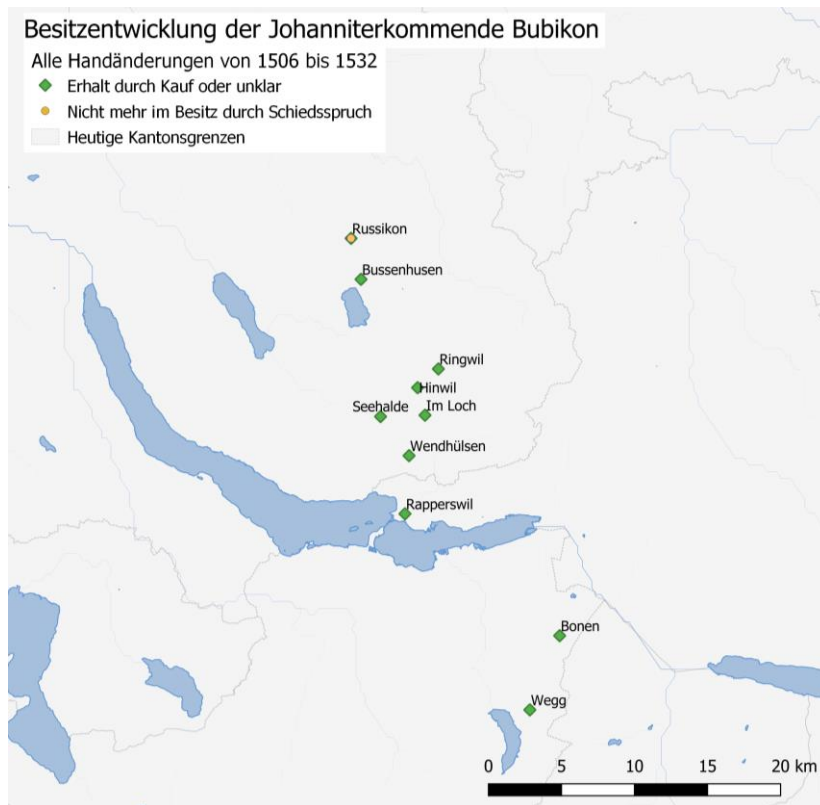 Besitzentwicklung der Johanniterkommende Bubikon
Alle Handänderungen von 1506 bis 1532
Erhalt durch Kauf oder unklar
Nicht mehr im Besitz durch Schiedsspruch
Heutige Kantonsgrenzen
Russikon
Bussenhusen
Ringwil
Hinwil
Seehalde
Im Loch
Wendhülsen
Rapperswil
Bonen
Wegg
0 5 10 15 20 km